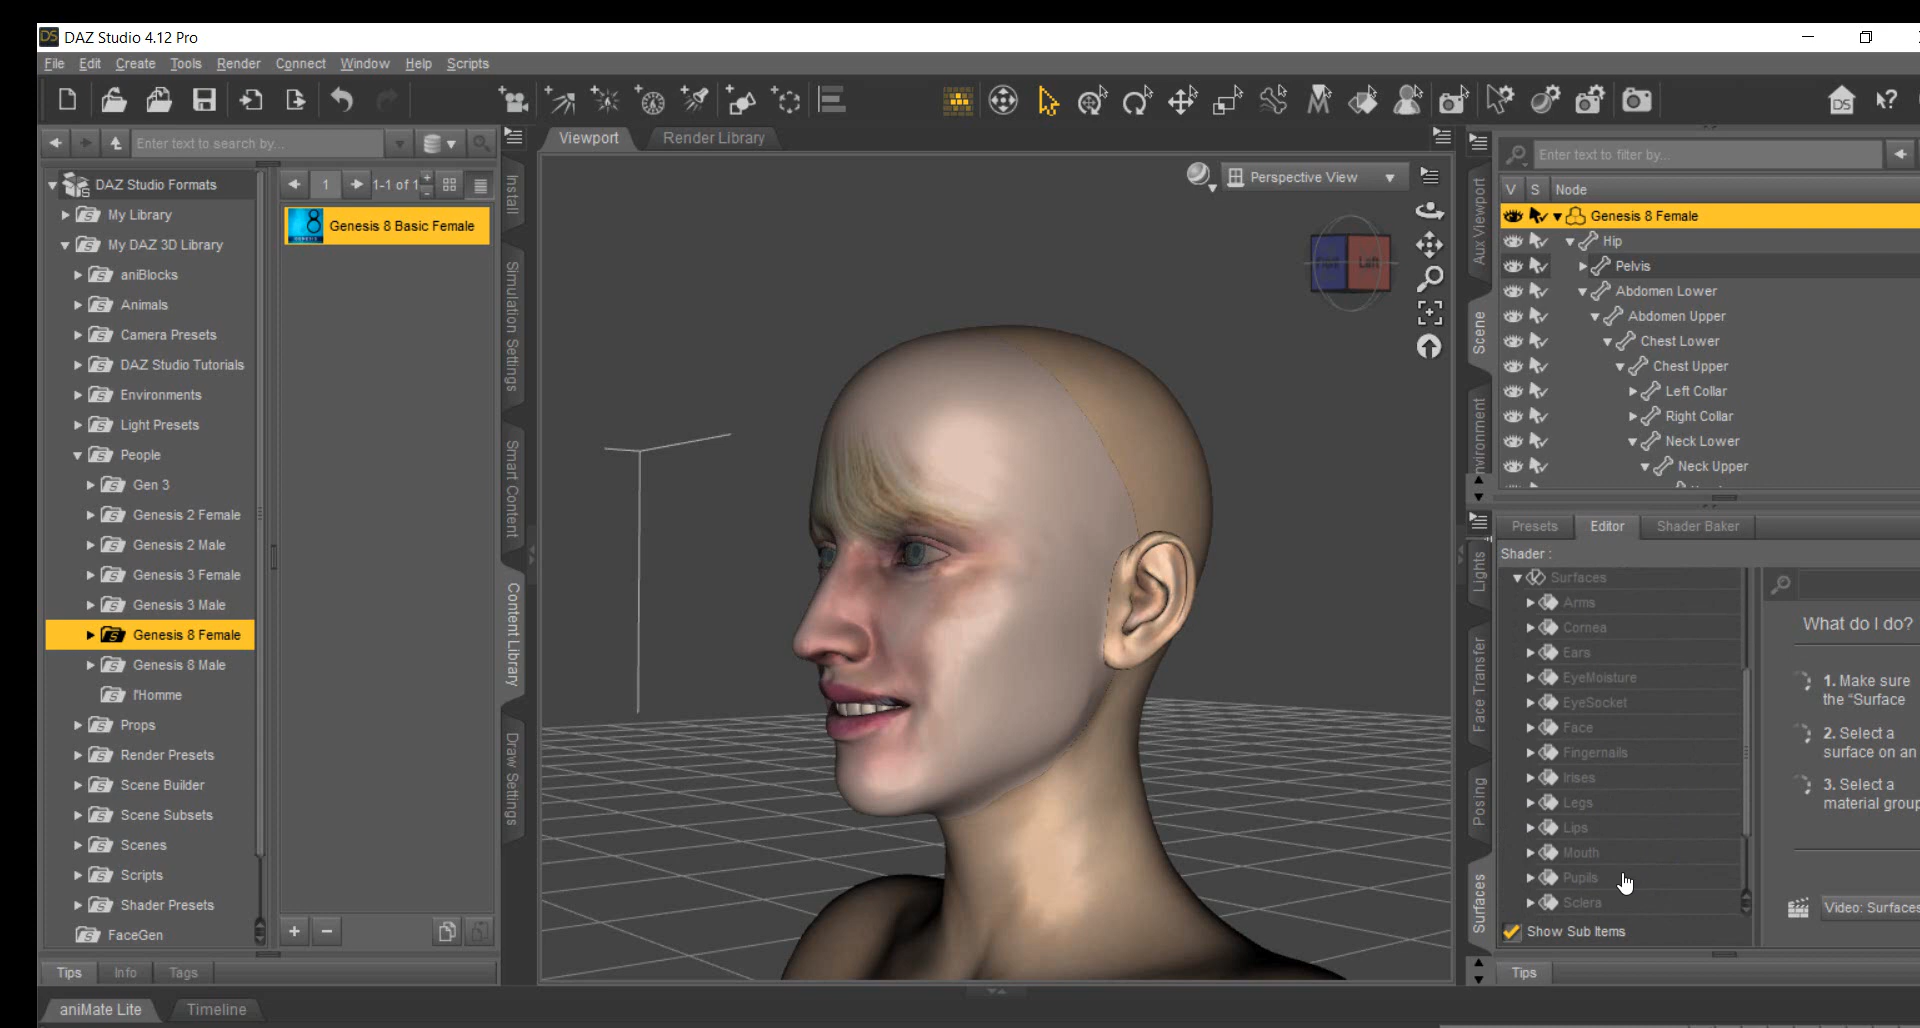 DS DAZ Studio 4.12 Pro
File Edit Create Tools Render Connect Window Help Scripts
Enter text to search by...
Viewport
Render Library
Enter text to filter by...
DAZ Studio Formats
My Library
My DAZ 3D Library
aniBlocks
Animals
Camera Presets
DAZ Studio Tutorials
Environments
Light Presets
People
Gen 3
Genesis 2 Female
Genesis 2 Male
Genesis 3 Female
Genesis 3 Male
Genesis 8 Female
Genesis 8 Male
l'Homme
Props
Render Presets
Scene Builder
Scene Subsets
Scenes
Scripts
Shader Presets
FaceGen
Tips Info Tags
aniMate Lite Timeline
1 1-1 of 1
Genesis 8 Basic Female
Install
Simulation Settings
Smart Content
Content Library
Draw Settings
Perspective View
Left
Aux Viewport
Scene
Lights
Face Transfer
Posing
Surfaces
V S Node
Genesis 8 Female
Hip
Pelvis
Abdomen Lower
Abdomen Upper
Chest Lower
Chest Upper
Left Collar
Right Collar
Neck Lower
Neck Upper
Presets Editor Shader Baker
Shader :
Surfaces
Arms
Cornea
Ears
EyeMoisture
EyeSocket
Face
Fingernails
Irises
Legs
Lips
Mouth
Pupils
Sclera
Show Sub Items
What do I do?
1. Make sure
the "Surface
2. Select a
surface on an
3. Select a
material group
Video: Surfaces
Tips